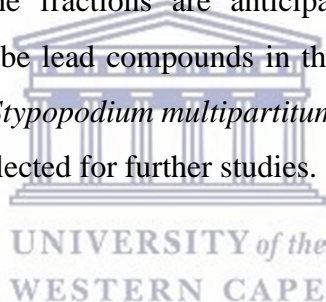 ne fractions are anticipa
be lead compounds in th
Stypopodium multipartitum
lected for further studies.
UNIVERSITY of the
WESTERN CAPE